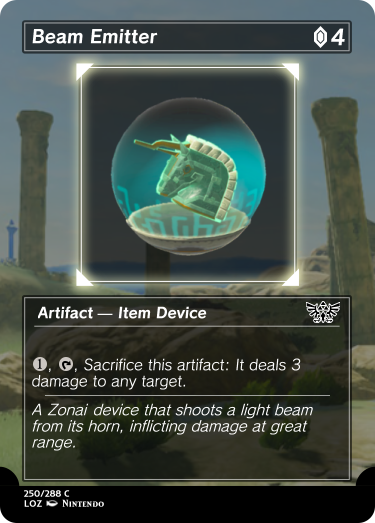 Beam Emitter 4
Artifact — Item Device
1, , Sacrifice this artifact: It deals 3
damage to any target.
A Zonai device that shoots a light beam
from its horn, inflicting damage at great
range.
250/288 C
LOZ Nintendo